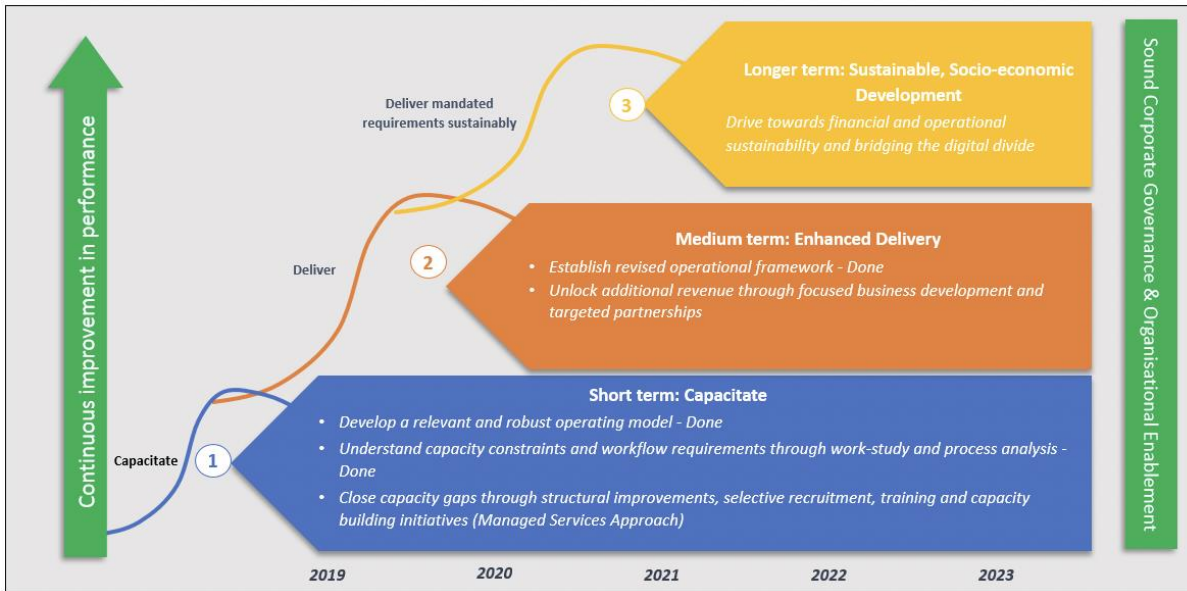 Continuous improvement in performance
Sound Corporate Governance & Organisational Enablement
Deliver mandated
requirements sustainably
3
Longer term: Sustainable, Socio-economic
Development
Drive towards financial and operational
sustainability and bridging the digital divide
Deliver
2
Medium term: Enhanced Delivery
• Establish revised operational framework - Done
• Unlock additional revenue through focused business development and
targeted partnerships
Capacitate
1
Short term: Capacitate
• Develop a relevant and robust operating model - Done
• Understand capacity constraints and workflow requirements through work-study and process analysis -
Done
• Close capacity gaps through structural improvements, selective recruitment, training and capacity
building initiatives (Managed Services Approach)
2019 2020 2021 2022 2023